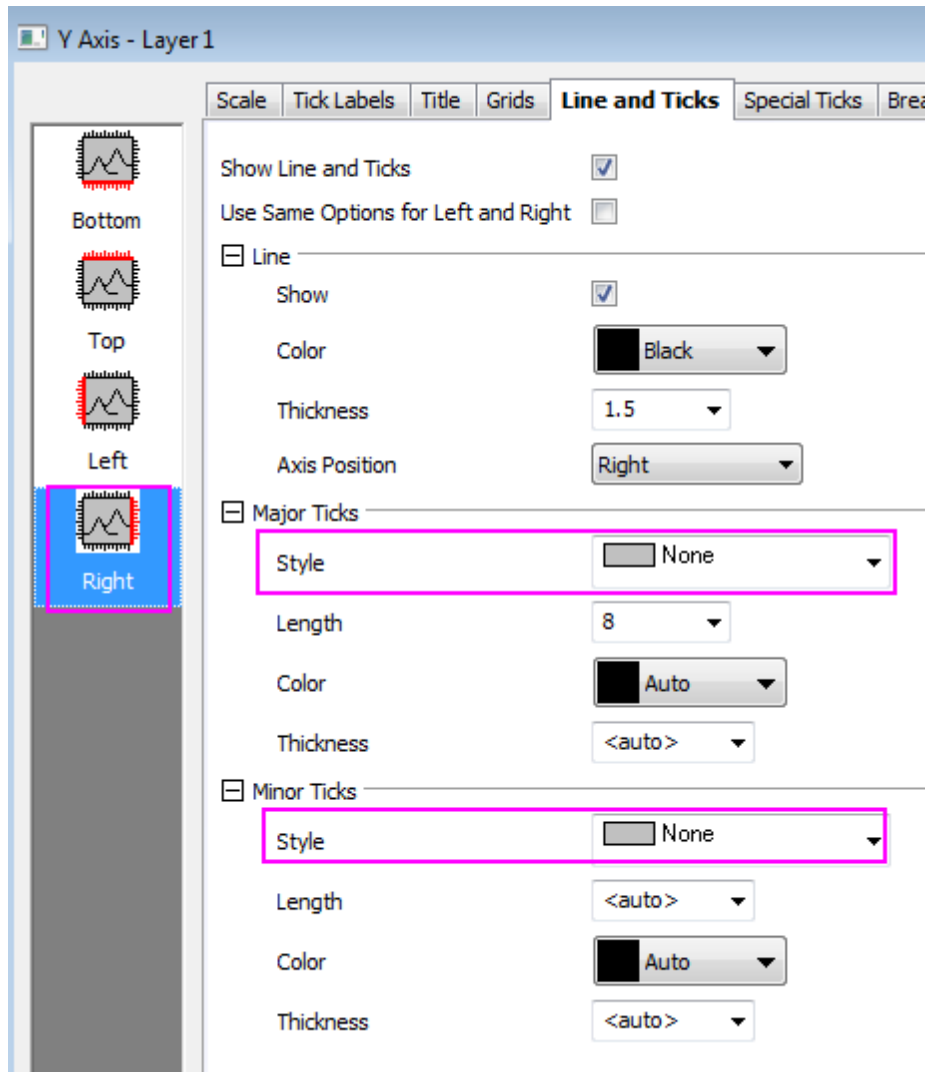 Y Axis - Layer 1
Scale Tick Labels Title Grids Line and Ticks Special Ticks
Bottom
Top
Left
Right
Show Line and Ticks
Use Same Options for Left and Right
Line
Show
Color Black
Thickness 1.5
Axis Position Right
Major Ticks
Style None
Length 8
Color Auto
Thickness <auto>
Minor Ticks
Style None
Length <auto>
Color Auto
Thickness <auto>